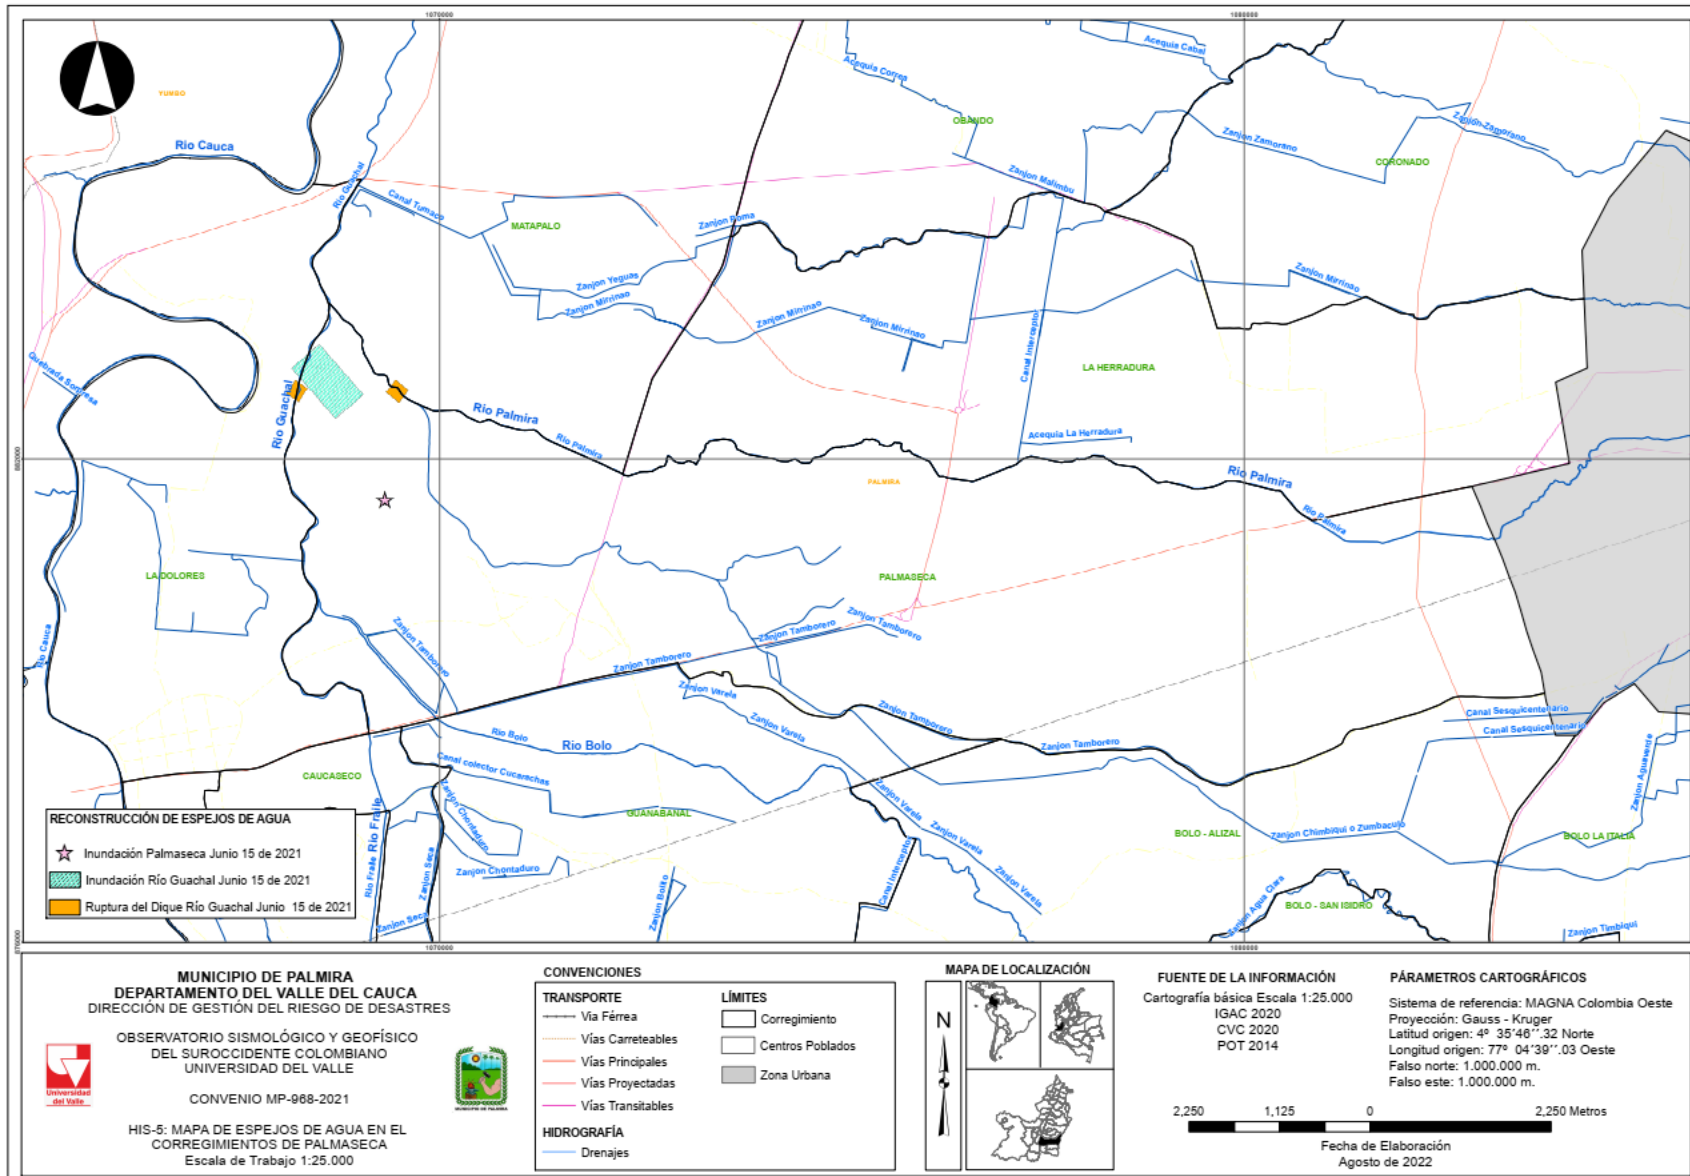 1070000
1080000
YUMBO
Rio Cauca
Rio Guachal
Canal Tumaco
MATAPALO
Acequia Correa
Acequia Cabal
OBANDO
Zanjon Zamorano
Zanjon Zamorano
CORONADO
Zanjon Malimbu
Zanjon Roma
Zanjon Yeguas
Zanjon Mirrinao
Zanjon Mirrinao
Zanjon Mirrinao
Zanjon Mirrinao
Canal Interceptor
LA HERRADURA
Quebrada Sorpresa
Rio Guachal
Rio Palmira
Rio Palmira
Acequia La Herradura
882000
PALMIRA
Rio Palmira
Rio Palmira
LA DOLORES
PALMASECA
Rio Cauca
Zanjon Tamborero
Zanjon Tamborero
Zanjon Tamborero
Zanjon Tamborero
Zanjon Varela
Zanjon Varela
Zanjon Tamborero
Zanjon Tamborero
Canal Sesquicentenario
Canal Sesquicentenario
Rio Bolo
Rio Bolo
CAUCASECO
Canal colector Cucarachas
Zanjon Chontaduro
GUANABANAL
Zanjon Varela
Zanjon Varela
Zanjon Varela
BOLO - ALIZAL
Zanjon Chimbiqui o Zumbaculo
Zanjon Aguaverde
BOLO LA ITALIA
Rio Fraile
Rio Fraile
Zanjon Seca
Zanjon Seca
Zanjon Chontaduro
Zanjon Bolito
Canal Interceptor
Zanjon Agua Clara
BOLO - SAN ISIDRO
Zanjon Timbiqui
876000
1070000
1080000
RECONSTRUCCIÓN DE ESPEJOS DE AGUA
Inundación Palmaseca Junio 15 de 2021
Inundación Río Guachal Junio 15 de 2021
Ruptura del Dique Río Guachal Junio 15 de 2021
MUNICIPIO DE PALMIRA
DEPARTAMENTO DEL VALLE DEL CAUCA
DIRECCIÓN DE GESTIÓN DEL RIESGO DE DESASTRES
OBSERVATORIO SISMOLÓGICO Y GEOFÍSICO
DEL SUROCCIDENTE COLOMBIANO
UNIVERSIDAD DEL VALLE
CONVENIO MP-968-2021
HIS-5: MAPA DE ESPEJOS DE AGUA EN EL
CORREGIMIENTOS DE PALMASECA
Escala de Trabajo 1:25.000
Universidad
del Valle
MUNICIPIO DE PALMIRA
CONVENCIONES
TRANSPORTE
Via Férrea
Vías Carreteables
Vías Principales
Vías Proyectadas
Vías Transitables
HIDROGRAFÍA
Drenajes
LÍMITES
Corregimiento
Centros Poblados
Zona Urbana
MAPA DE LOCALIZACIÓN
N
FUENTE DE LA INFORMACIÓN
Cartografía básica Escala 1:25.000
IGAC 2020
CVC 2020
POT 2014
PÁRAMETROS CARTOGRÁFICOS
Sistema de referencia: MAGNA Colombia Oeste
Proyección: Gauss - Kruger
Latitud origen: 4º 35'46''.32 Norte
Longitud origen: 77º 04'39''.03 Oeste
Falso norte: 1.000.000 m.
Falso este: 1.000.000 m.
2,250 1,125 0 2,250 Metros
Fecha de Elaboración
Agosto de 2022